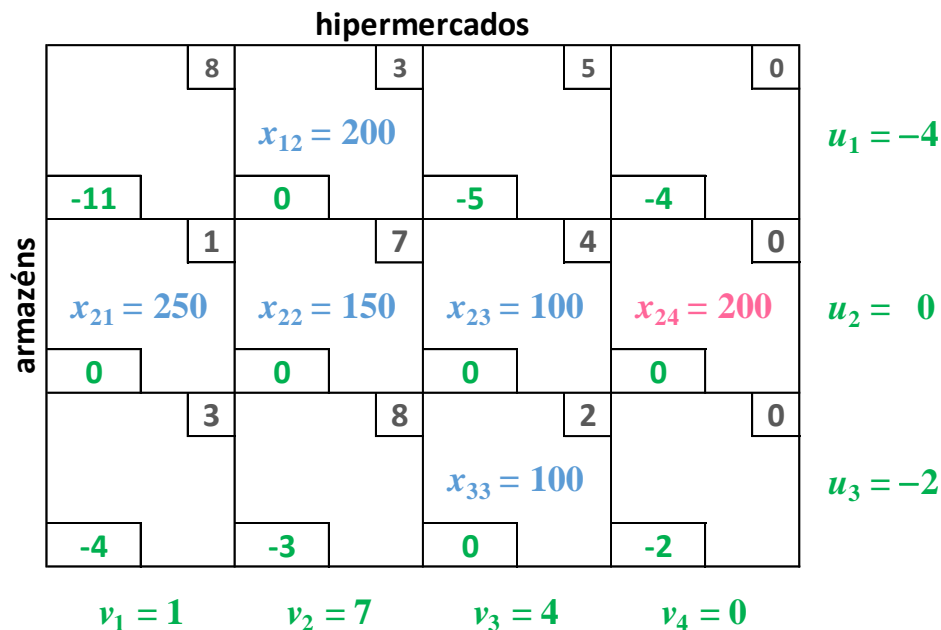 hipermercados
8 3 5 0
x12 = 200 u1 = −4
-11 0 -5 -4
armazéns
1 7 4 0
x21 = 250 x22 = 150 x23 = 100 x24 = 200 u2 = 0
0 0 0 0
3 8 2 0
x33 = 100 u3 = −2
-4 -3 0 -2
v1 = 1 v2 = 7 v3 = 4 v4 = 0